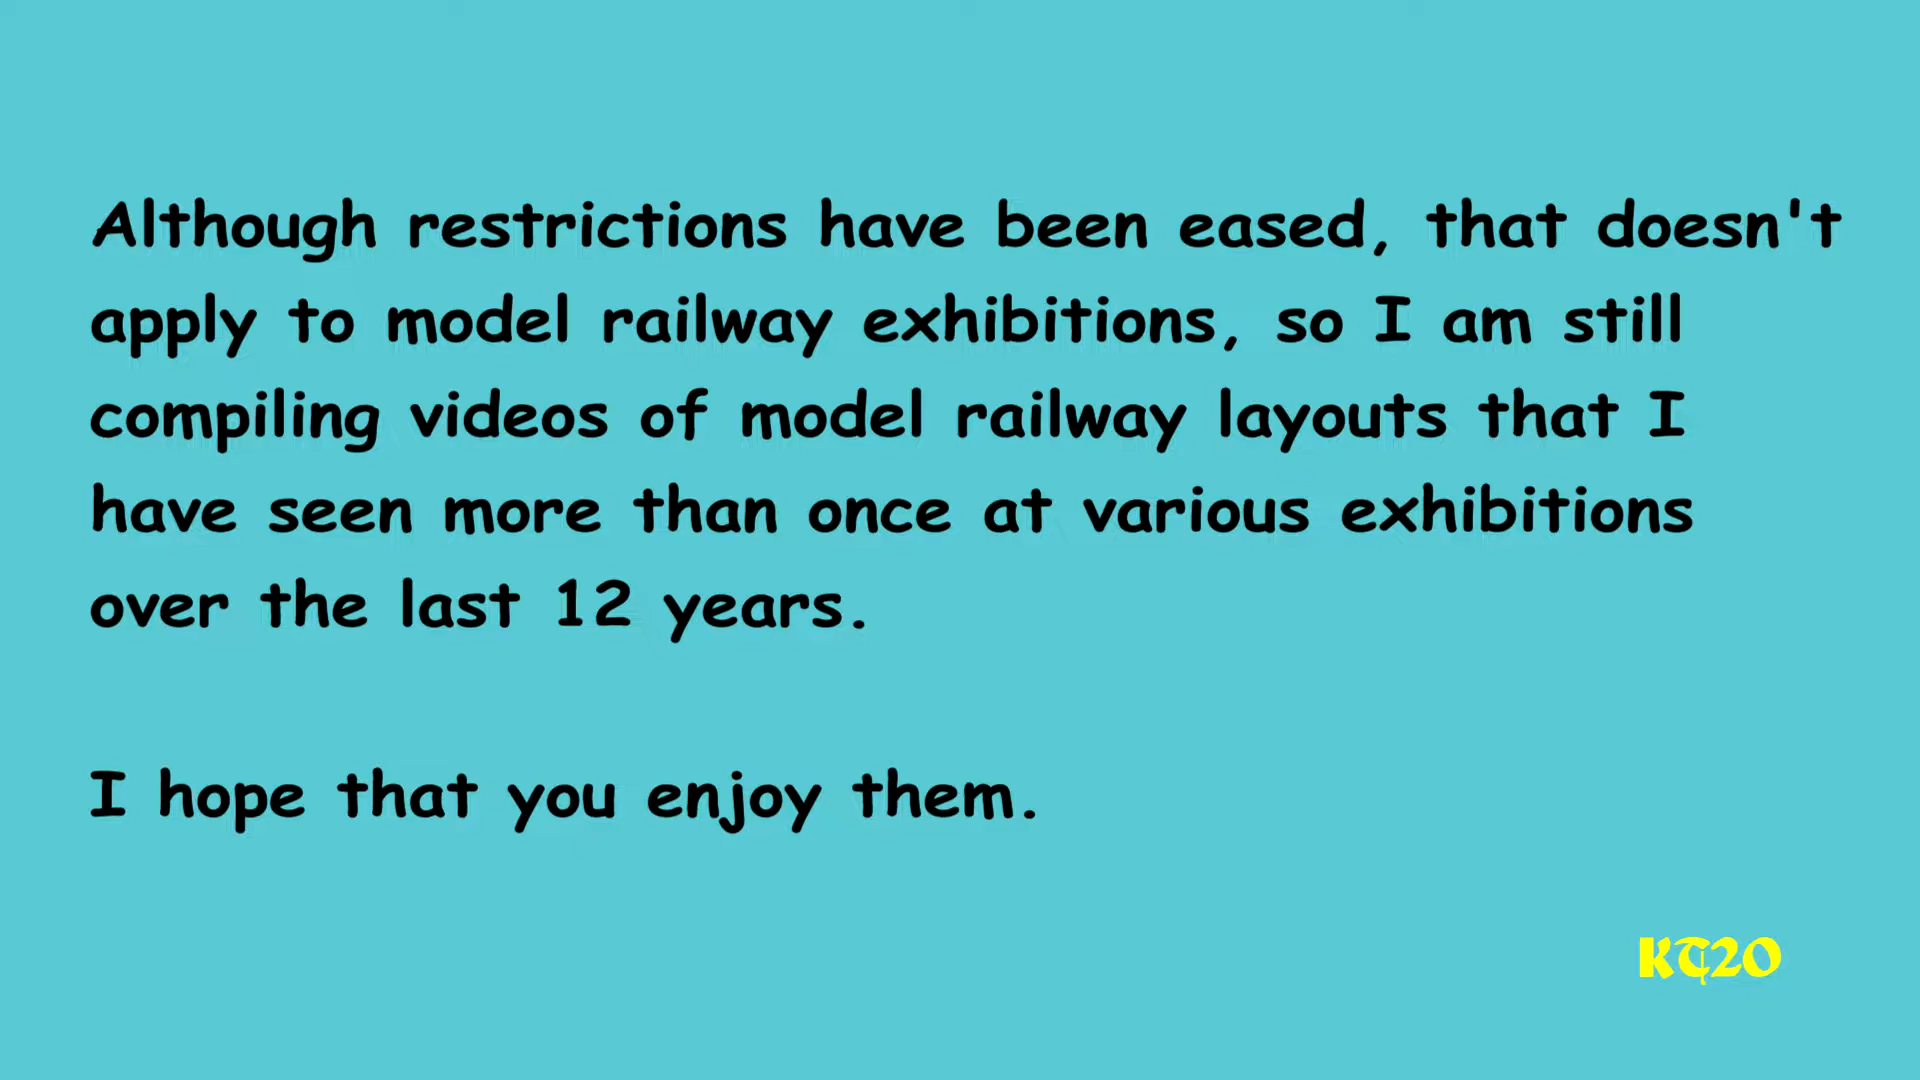 Although restrictions have been eased, that doesn't
apply to model railway exhibitions, so I am still
compiling videos of model railway layouts that I
have seen more than once at various exhibitions
over the last 12 years.
I hope that you enjoy them.
KT20